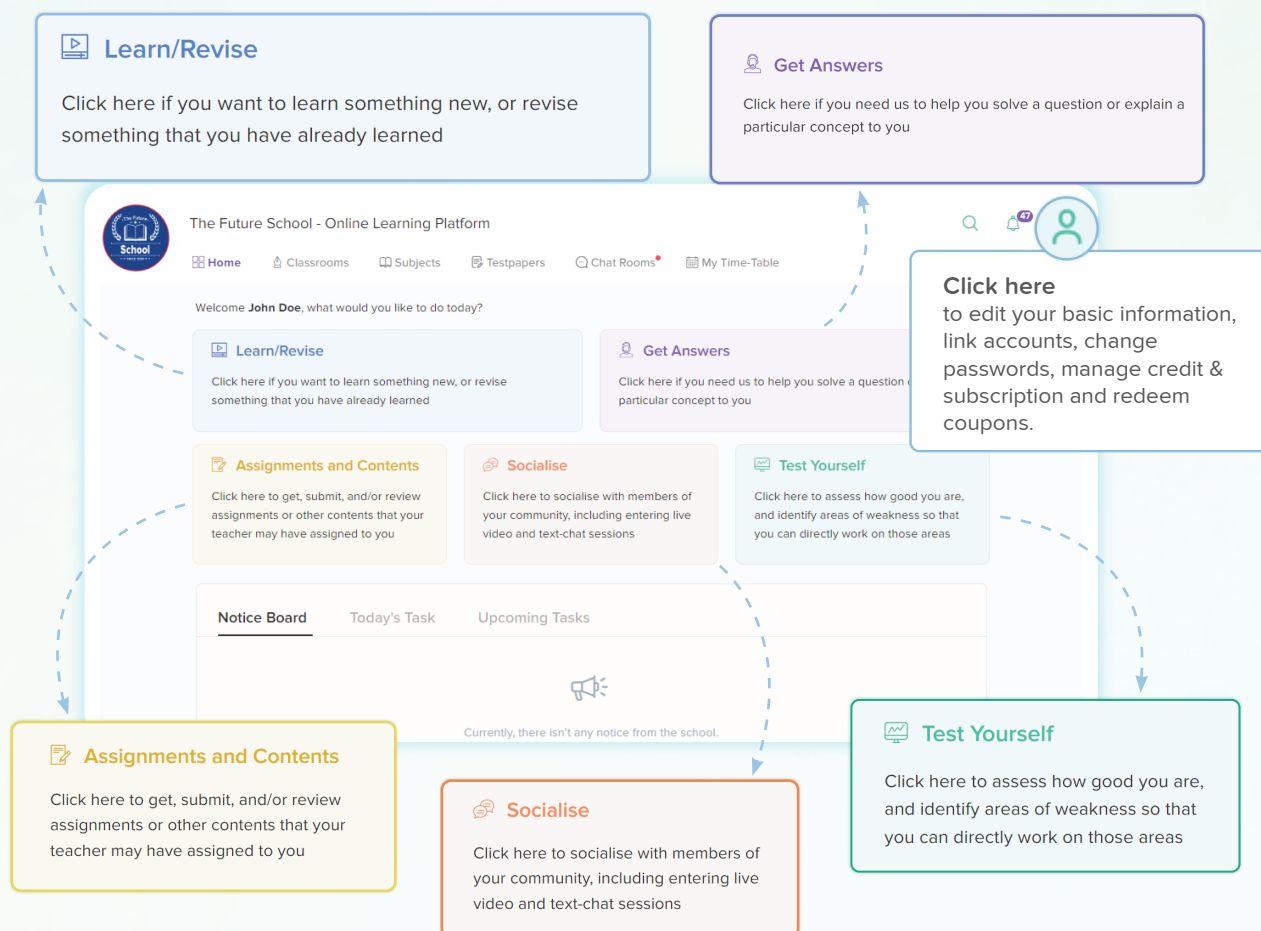 Learn/Revise
Click here if you want to learn something new, or revise
something that you have already learned
Get Answers
Click here if you need us to help you solve a question or explain a
particular concept to you
The Future
School
The Future School - Online Learning Platform
47
Home
Classrooms
Subjects
Testpapers
Chat Rooms
My Time-Table
Click here
to edit your basic information,
link accounts, change
passwords, manage credit &
subscription and redeem
coupons.
Welcome John Doe, what would you like to do today?
Learn/Revise
Click here if you want to learn something new, or revise
something that you have already learned
Get Answers
Click here if you need us to help you solve a question
particular concept to you
Assignments and Contents
Click here to get, submit, and/or review
assignments or other contents that your
teacher may have assigned to you
Socialise
Click here to socialise with members of
your community, including entering live
video and text-chat sessions
Test Yourself
Click here to assess how good you are,
and identify areas of weakness so that
you can directly work on those areas
Notice Board
Today's Task
Upcoming Tasks
Currently, there isn't any notice from the school.
Assignments and Contents
Click here to get, submit, and/or review
assignments or other contents that your
teacher may have assigned to you
Socialise
Click here to socialise with members of
your community, including entering live
video and text-chat sessions
Test Yourself
Click here to assess how good you are,
and identify areas of weakness so that
you can directly work on those areas